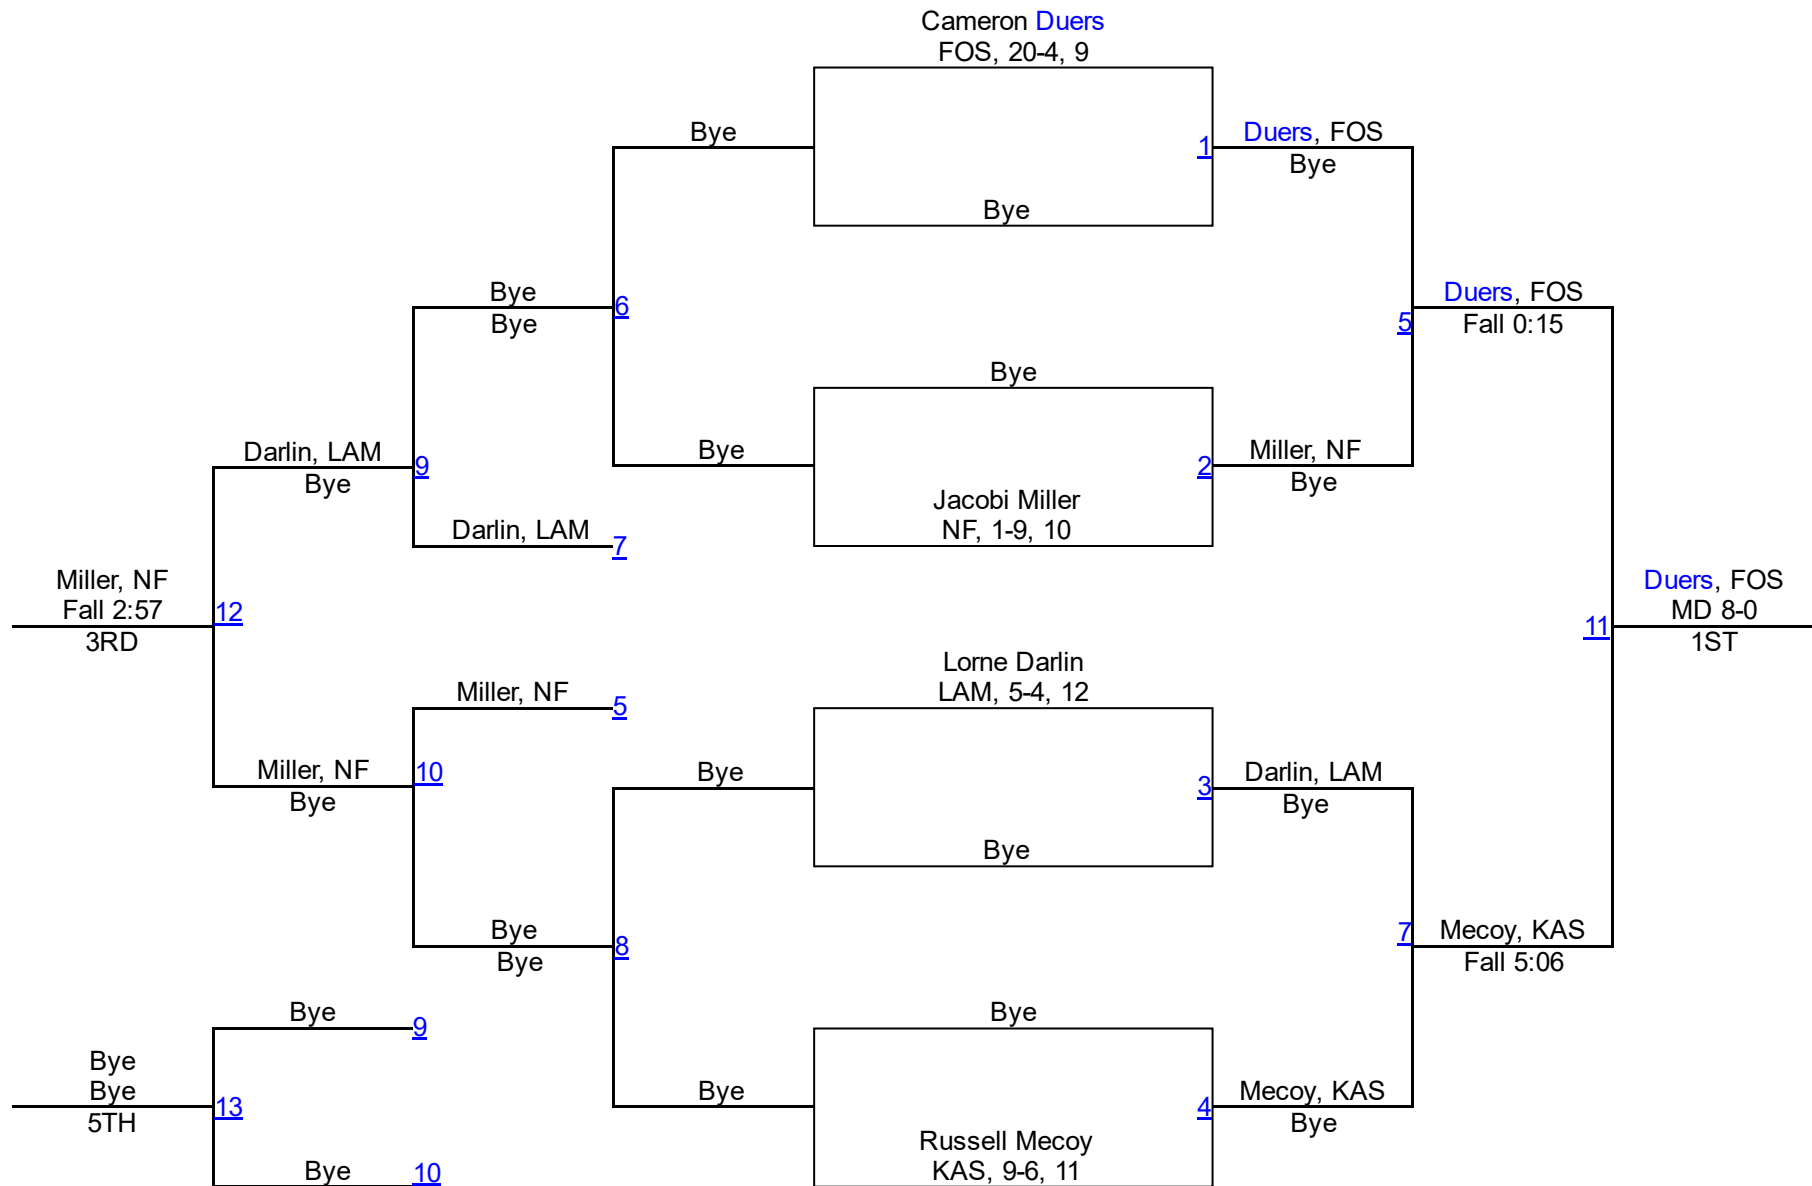 Cameron Duers
FOS, 20-4, 9
Bye
1
Duers, FOS
Bye
Bye
Bye
Bye
6
Duers, FOS
5
Fall 0:15
Bye
Darlin, LAM
Bye
9
Bye
2
Miller, NF
Bye
Jacobi Miller
NF, 1-9, 10
Darlin, LAM
7
Miller, NF
Fall 2:57
3RD
12
Duers, FOS
MD 8-0
1ST
11
Lorne Darlin
LAM, 5-4, 12
Miller, NF
5
Miller, NF
Bye
10
Bye
3
Darlin, LAM
Bye
Bye
Bye
Bye
8
7
Mecoy, KAS
Fall 5:06
Bye
9
Bye
Bye
Bye
5TH
13
Bye
4
Mecoy, KAS
Bye
Russell Mecoy
KAS, 9-6, 11
Bye
10